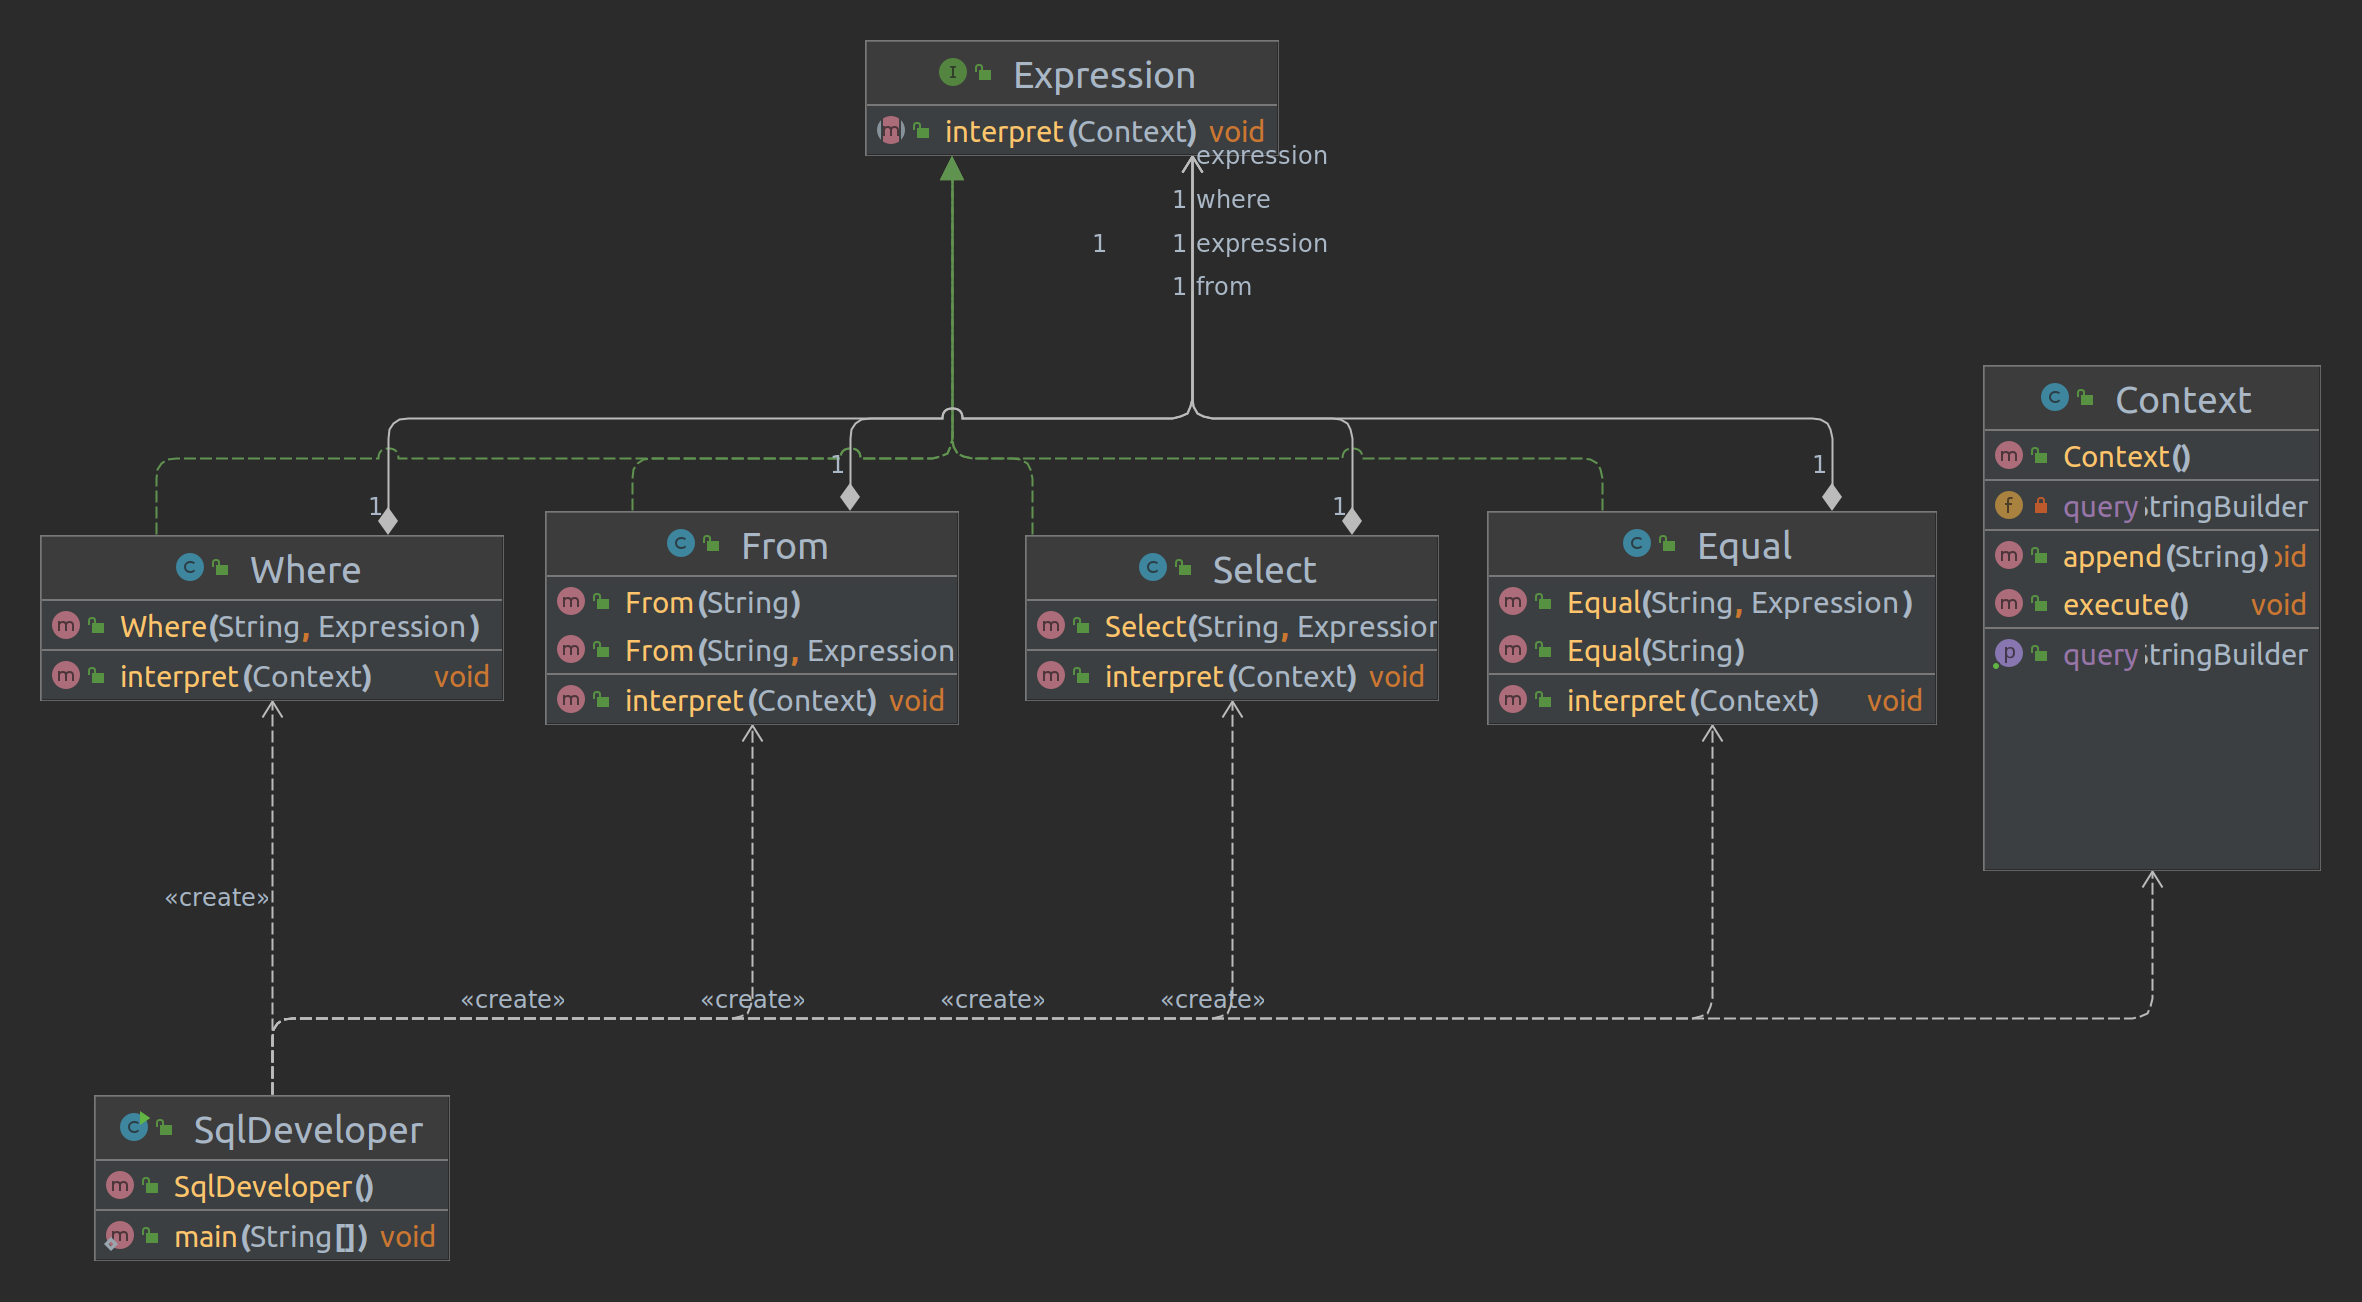 Expression
interpret(Context) void
expression
1 where
1 1 expression
1 from
Context
Context()
query StringBuilder
append(String) void
execute() void
query StringBuilder
1
1
1
1
Where
Where(String, Expression)
interpret(Context) void
From
From(String)
From(String, Expression
interpret(Context) void
Select
Select(String, Expression
interpret(Context) void
Equal
Equal(String, Expression)
Equal(String)
interpret(Context) void
«create»
«create» «create» «create» «create»
SqlDeveloper
SqlDeveloper()
main(String[]) void